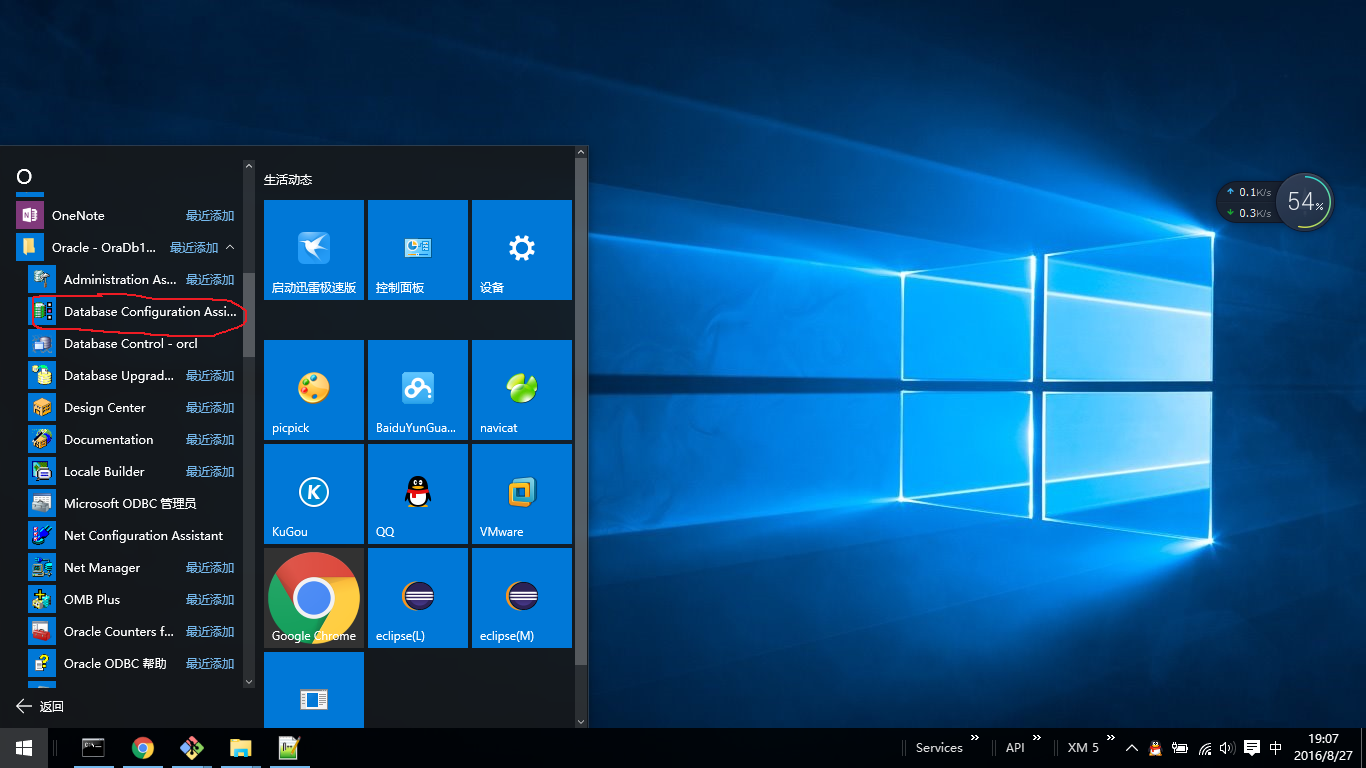 O
OneNote 最近添加
Oracle - OraDb1... 最近添加
Administration As... 最近添加
Database Configuration Assi...
Database Control - orcl
Database Upgrad... 最近添加
Design Center 最近添加
Documentation 最近添加
Locale Builder 最近添加
Microsoft ODBC 管理员
Net Configuration Assistant
Net Manager 最近添加
OMB Plus 最近添加
Oracle Counters f... 最近添加
Oracle ODBC 帮助 最近添加
返回
生活动态
启动迅雷极速版 控制面板 设备
picpick BaiduYunGua... navicat
KuGou QQ VMware
Google Chrome eclipse(L) eclipse(M)
0.1K/s
0.3K/s
54%
Services API XM 5 中
19:07
2016/8/27